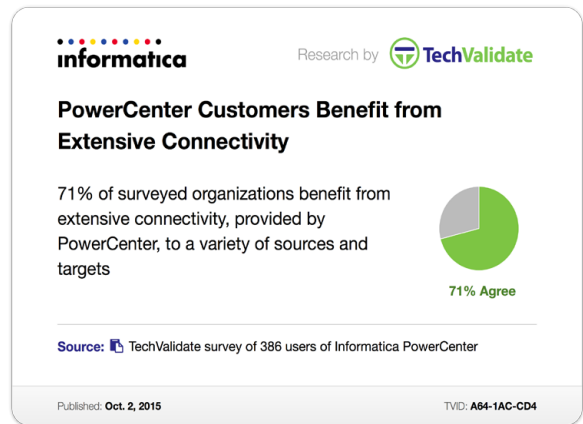 informatica
Research by TechValidate
PowerCenter Customers Benefit from
Extensive Connectivity
71% of surveyed organizations benefit from
extensive connectivity, provided by
PowerCenter, to a variety of sources and
targets
71% Agree
Source: TechValidate survey of 386 users of Informatica PowerCenter
Published: Oct. 2, 2015 TVID: A64-1AC-CD4